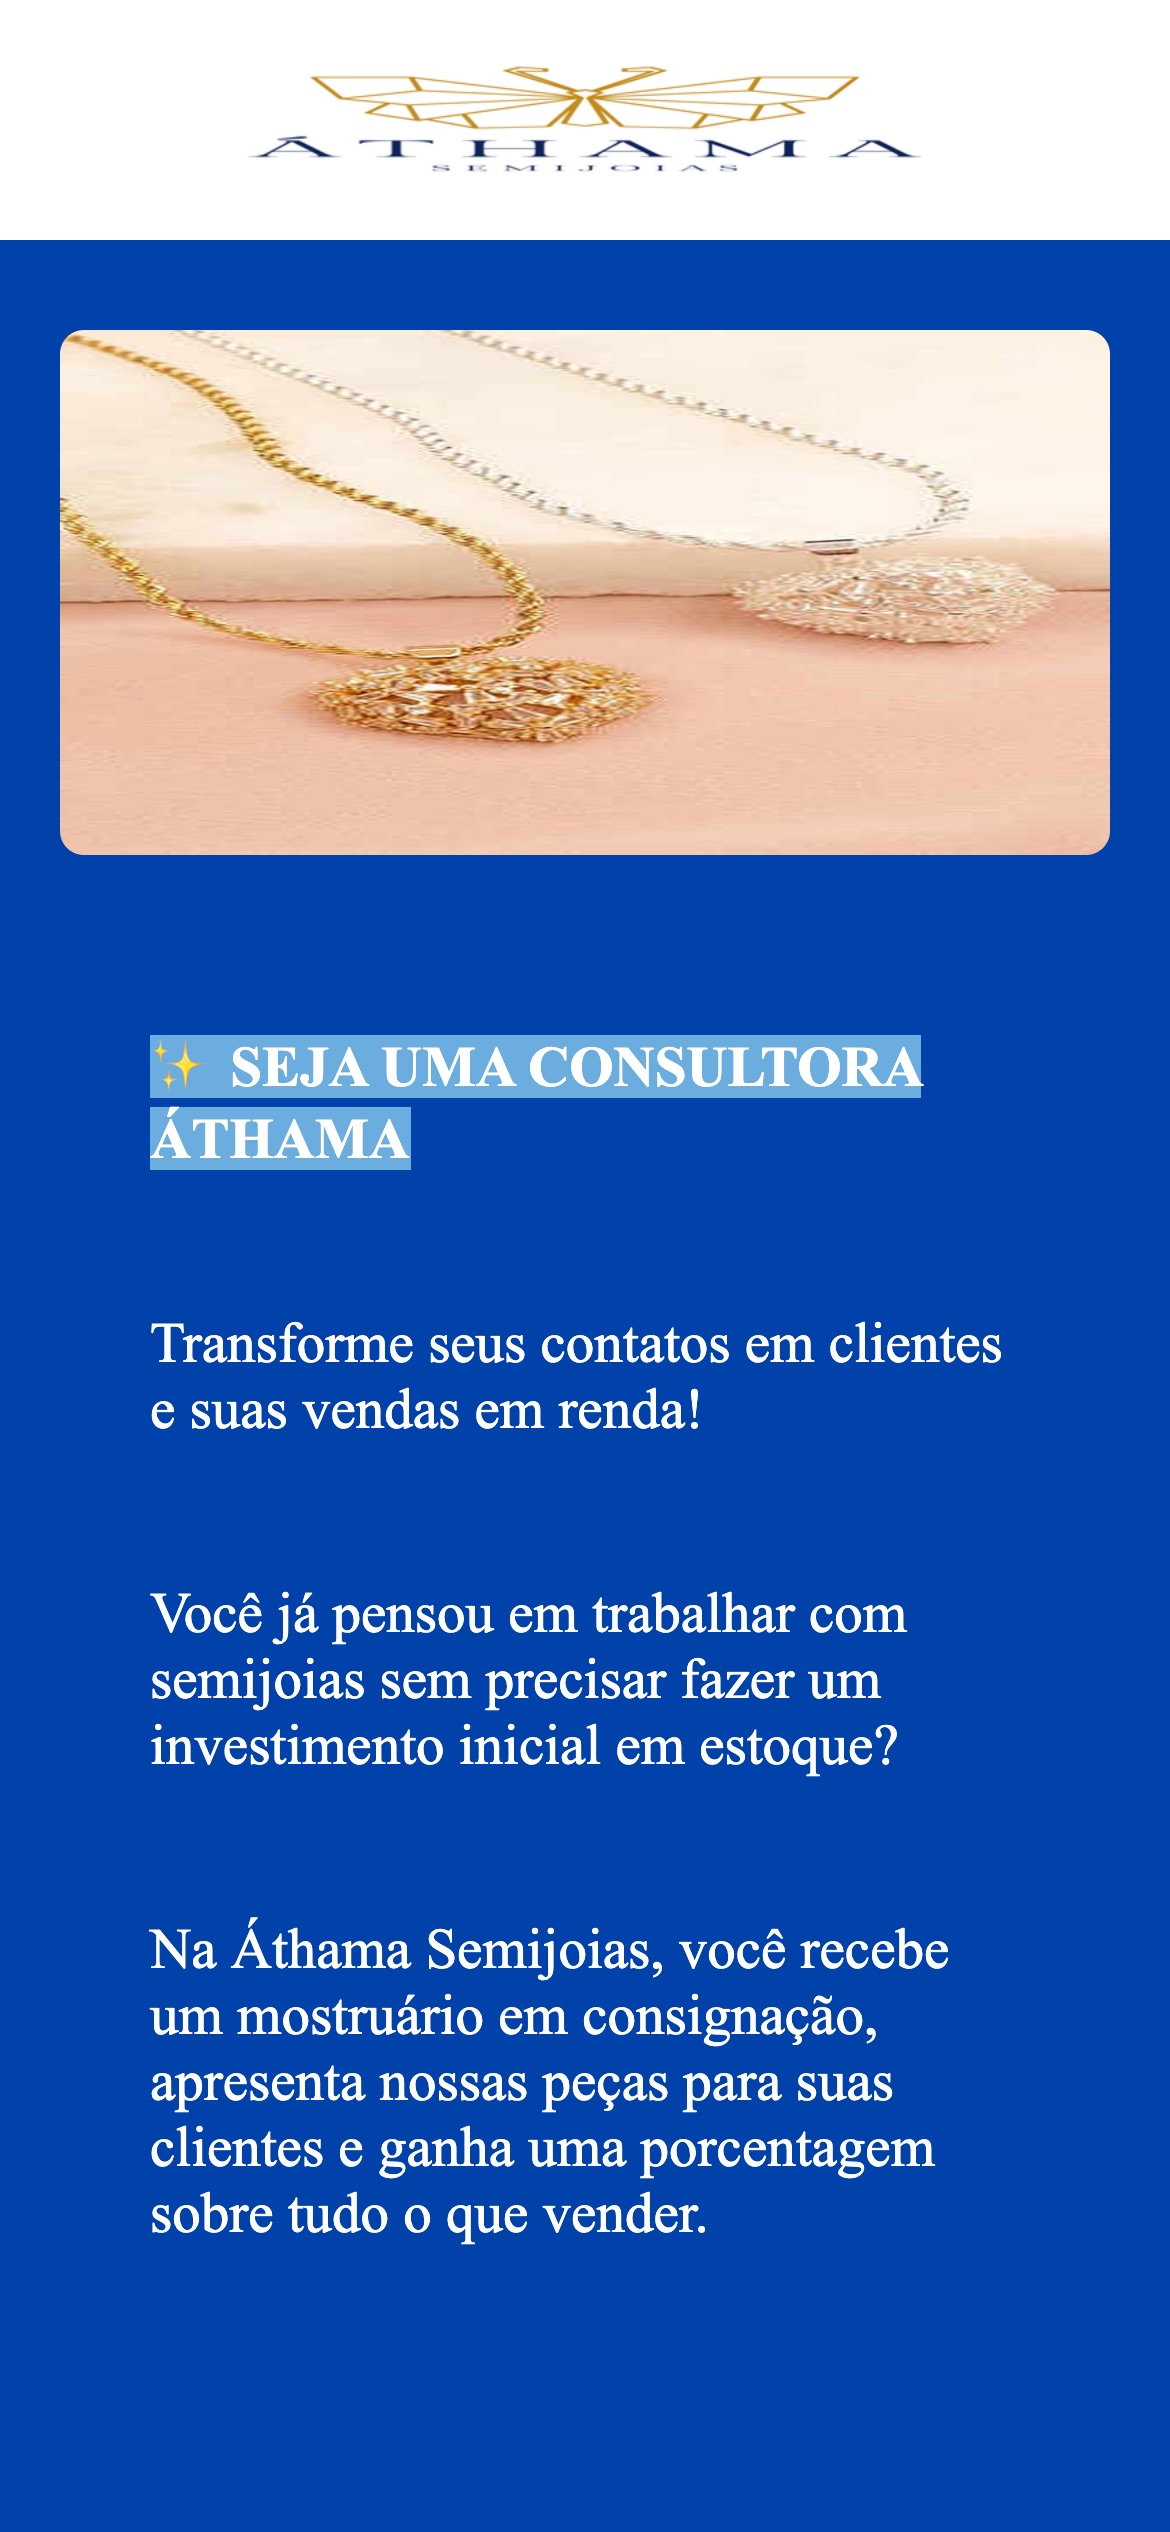 ÁTHAMA
SEMIJOIAS
✨ SEJA UMA CONSULTORA
ÁTHAMA
Transforme seus contatos em clientes
e suas vendas em renda!
Você já pensou em trabalhar com
semijoias sem precisar fazer um
investimento inicial em estoque?
Na Áthama Semijoias, você recebe
um mostruário em consignação,
apresenta nossas peças para suas
clientes e ganha uma porcentagem
sobre tudo o que vender.